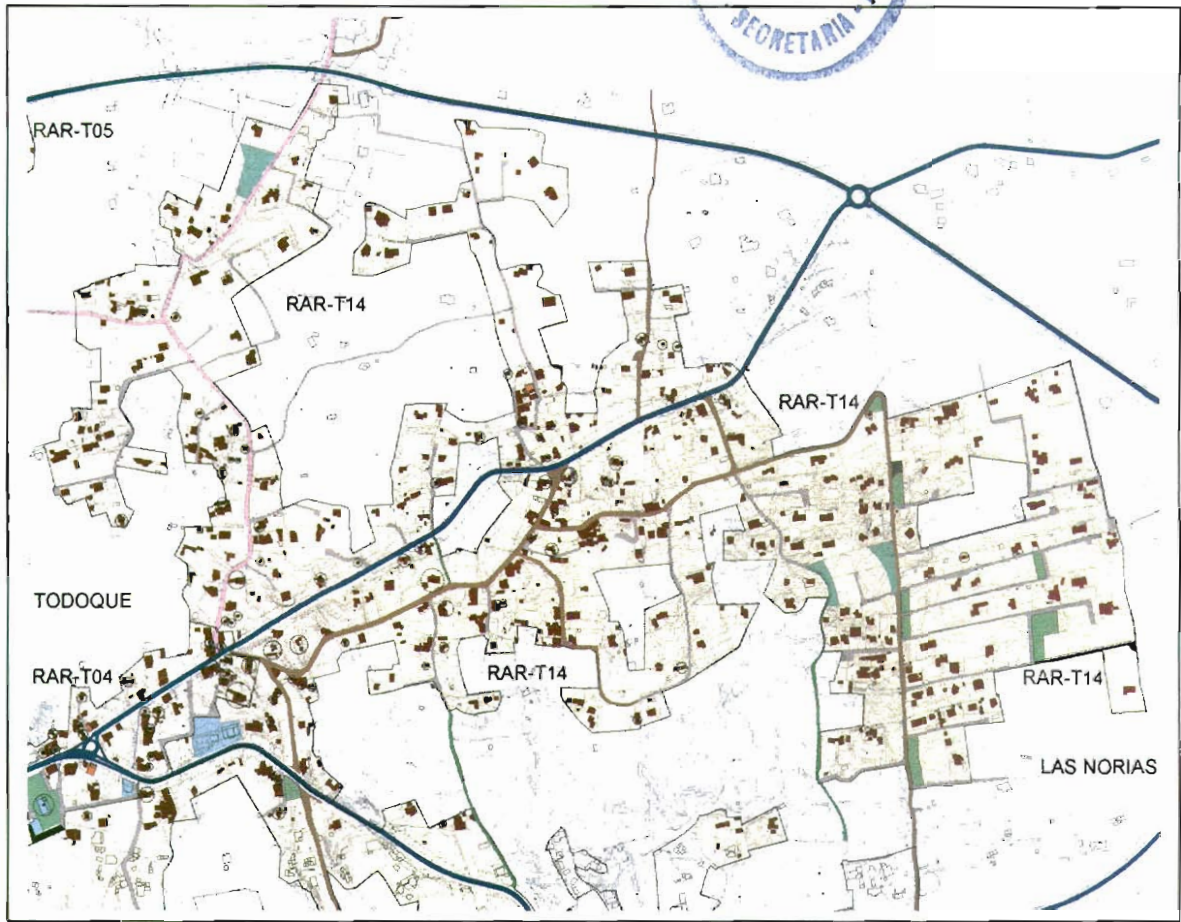 SECRETARIA
RAR-T05
RAR-T14
RAR-T14
TODOQUE
RAR-T04
RAR-T14
RAR-T14
LAS NORIAS